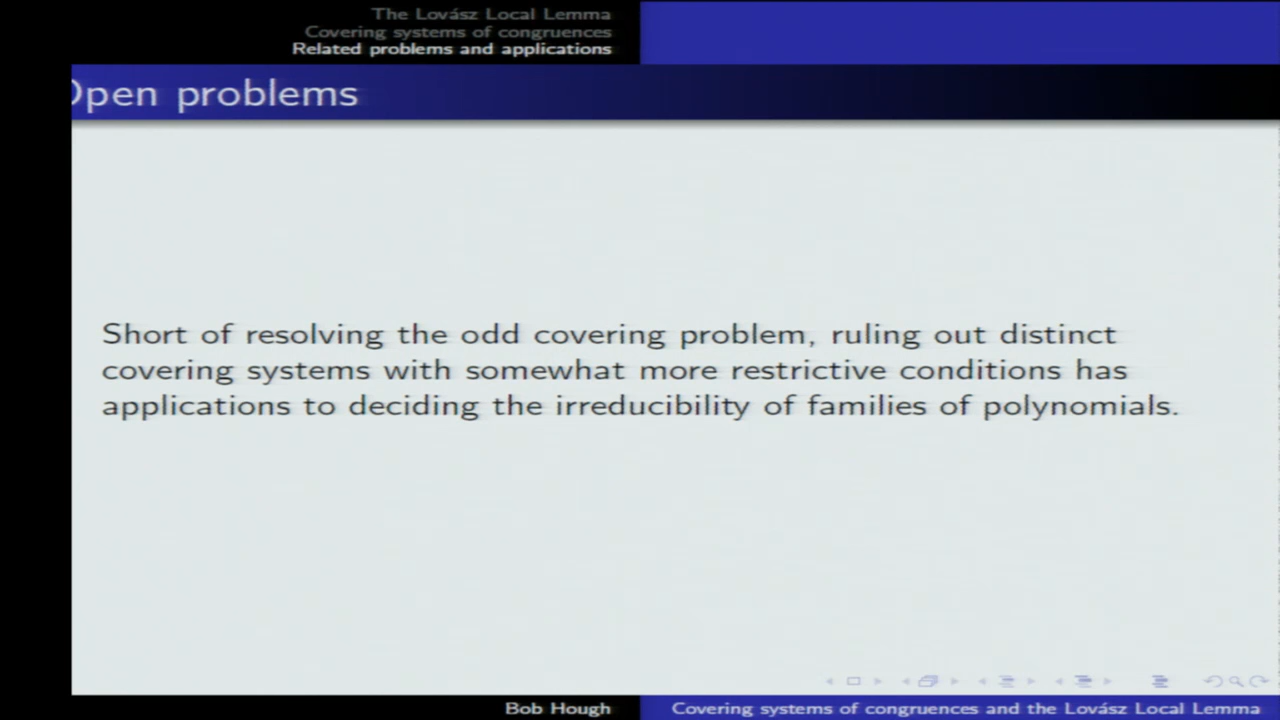 The Lovász Local Lemma
Covering systems of congruences
Related problems and applications
Open problems
Short of resolving the odd covering problem, ruling out distinct
covering systems with somewhat more restrictive conditions has
applications to deciding the irreducibility of families of polynomials.
Bob Hough
Covering systems of congruences and the Lovász Local Lemma